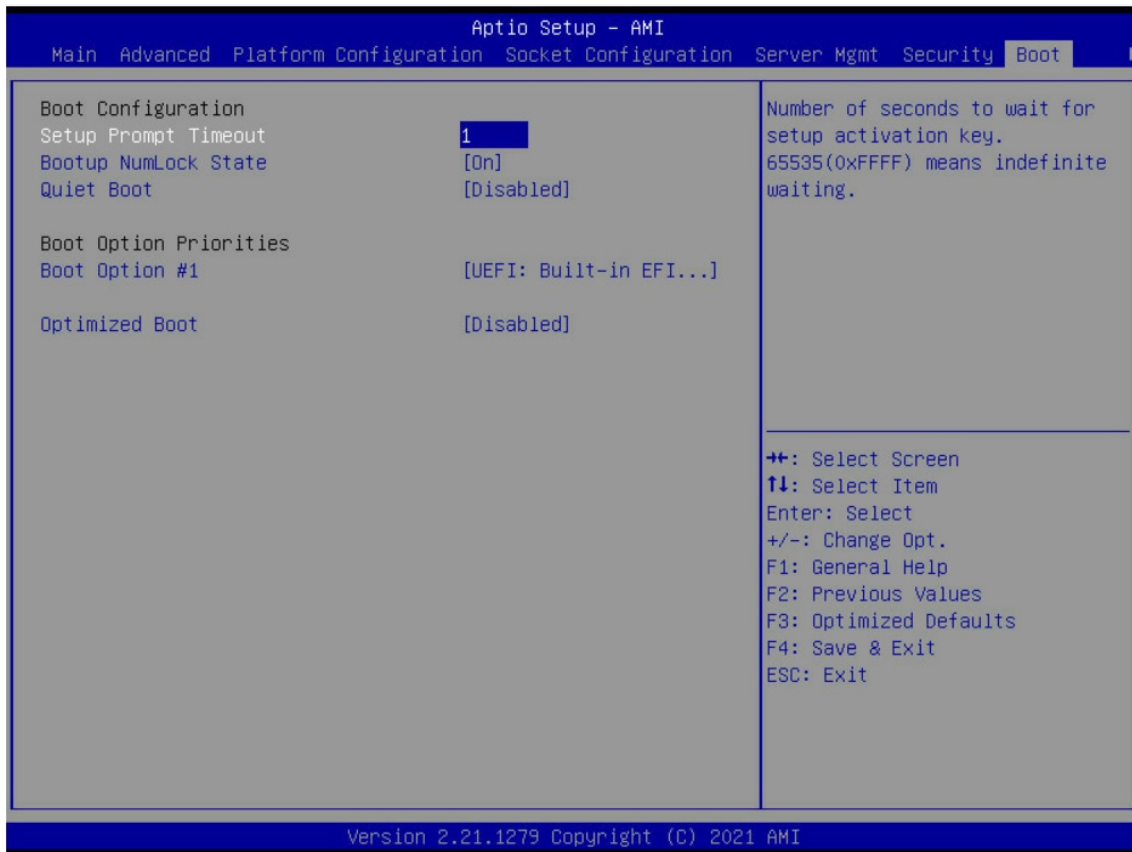 Aptio Setup - AMI
Main Advanced Platform Configuration Socket Configuration Server Mgmt Security Boot
Boot Configuration
Setup Prompt Timeout 1
Bootup NumLock State [On]
Quiet Boot [Disabled]
Boot Option Priorities
Boot Option #1 [UEFI: Built-in EFI...]
Optimized Boot [Disabled]
Number of seconds to wait for
setup activation key.
65535(0xFFFF) means indefinite
waiting.
→←: Select Screen
↑↓: Select Item
Enter: Select
+/-: Change Opt.
F1: General Help
F2: Previous Values
F3: Optimized Defaults
F4: Save & Exit
ESC: Exit
Version 2.21.1279 Copyright (C) 2021 AMI